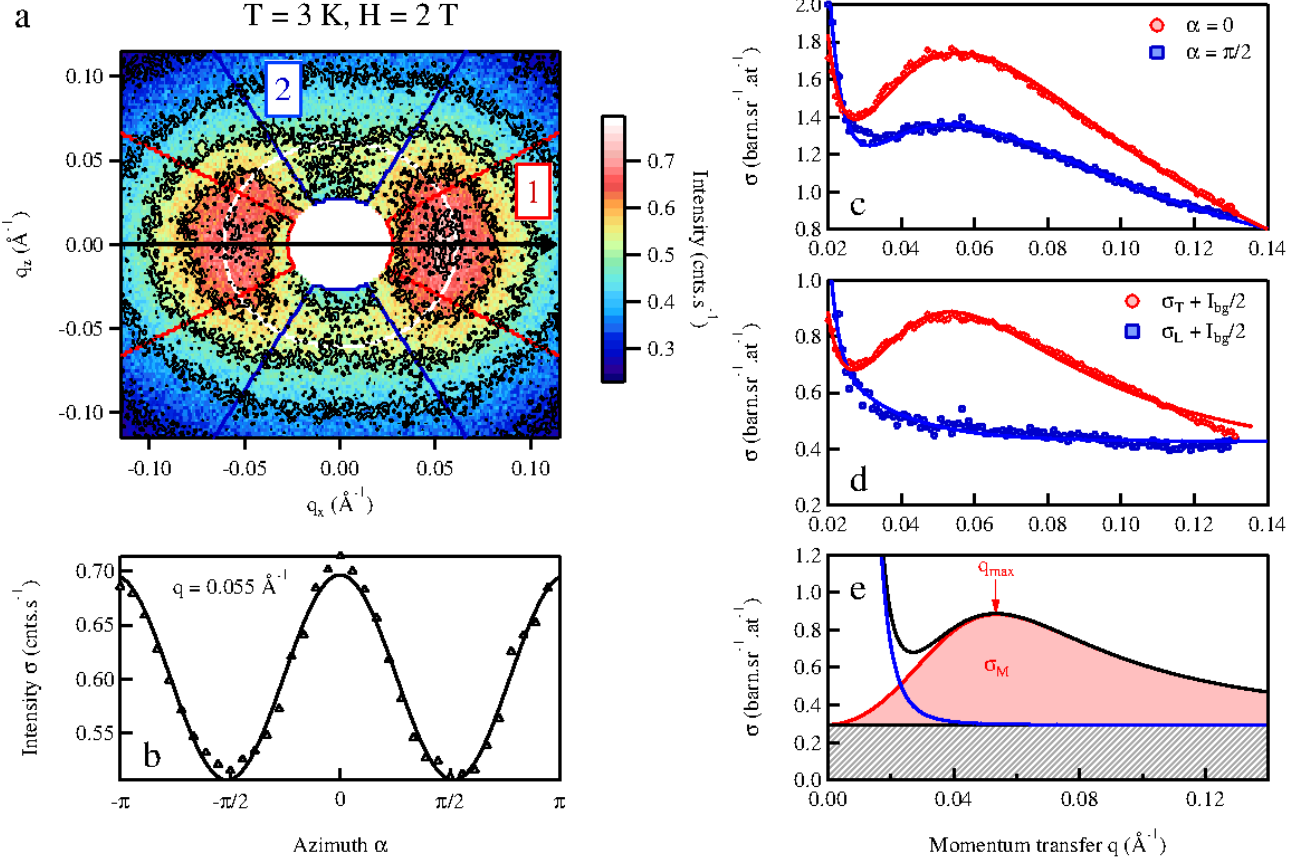 a
T = 3 K, H = 2 T
0.10
0.05
0.00
-0.05
-0.10
q_z (Å⁻¹)
2
1
-0.10
-0.05
0.00
0.05
0.10
q_x (Å⁻¹)
0.7
0.6
0.5
0.4
0.3
Intensity (cnts.s⁻¹)
0.70
0.65
0.60
0.55
Intensity σ (cnts.s⁻¹)
q = 0.055 Å⁻¹
b
-π
-π/2
0
π/2
π
Azimuth α
2.0
1.8
1.6
1.4
1.2
1.0
0.8
σ (barn.sr⁻¹.at⁻¹)
α = 0
α = π/2
c
0.02
0.04
0.06
0.08
0.10
0.12
0.14
1.0
0.8
0.6
0.4
0.2
σ (barn.sr⁻¹.at⁻¹)
σ_T + I_bg/2
σ_L + I_bg/2
d
0.02
0.04
0.06
0.08
0.10
0.12
0.14
1.2
1.0
0.8
0.6
0.4
0.2
0.0
σ (barn.sr⁻¹.at⁻¹)
q_max
e
σ_M
0.00
0.04
0.08
0.12
Momentum transfer q (Å⁻¹)